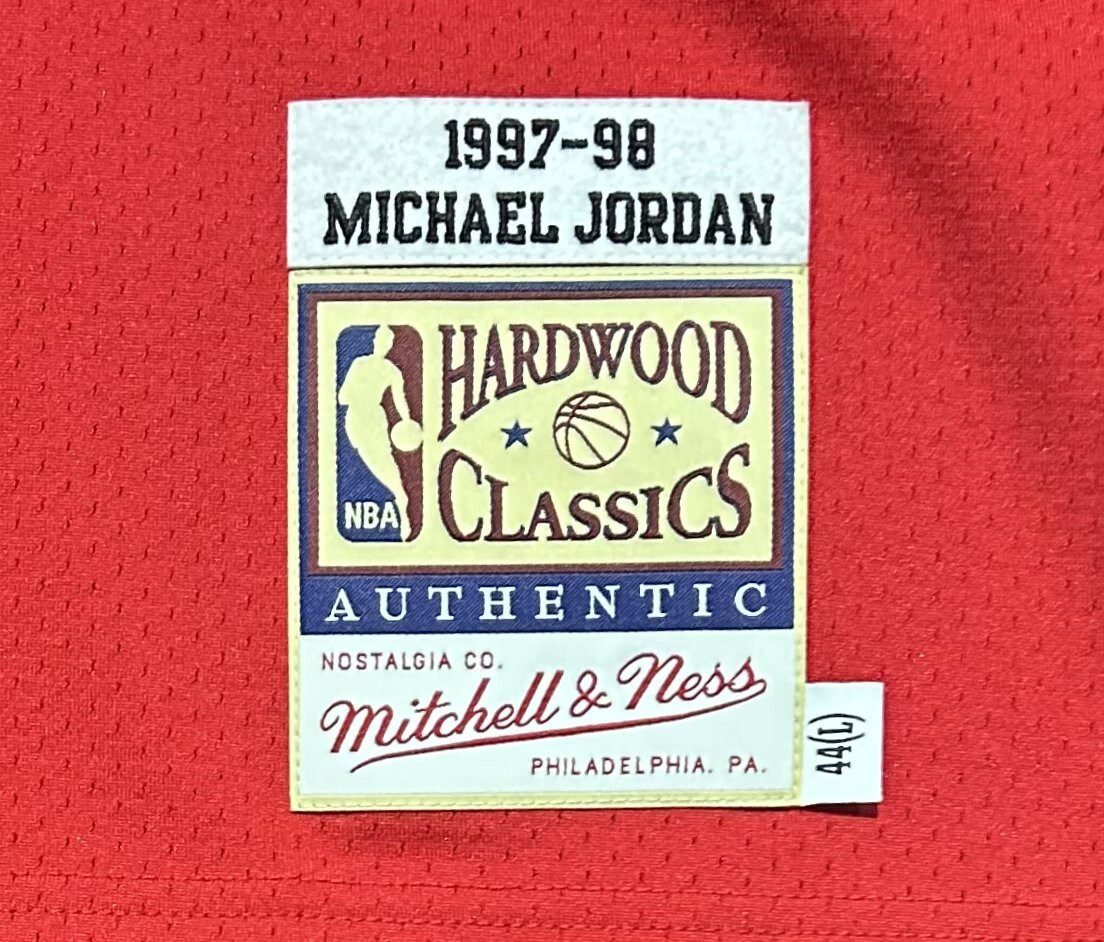 1997-98
MICHAEL JORDAN
HARDWOOD
CLASSICS
NBA
AUTHENTIC
NOSTALGIA CO.
Mitchell & Ness
PHILADELPHIA. PA.
44(L)